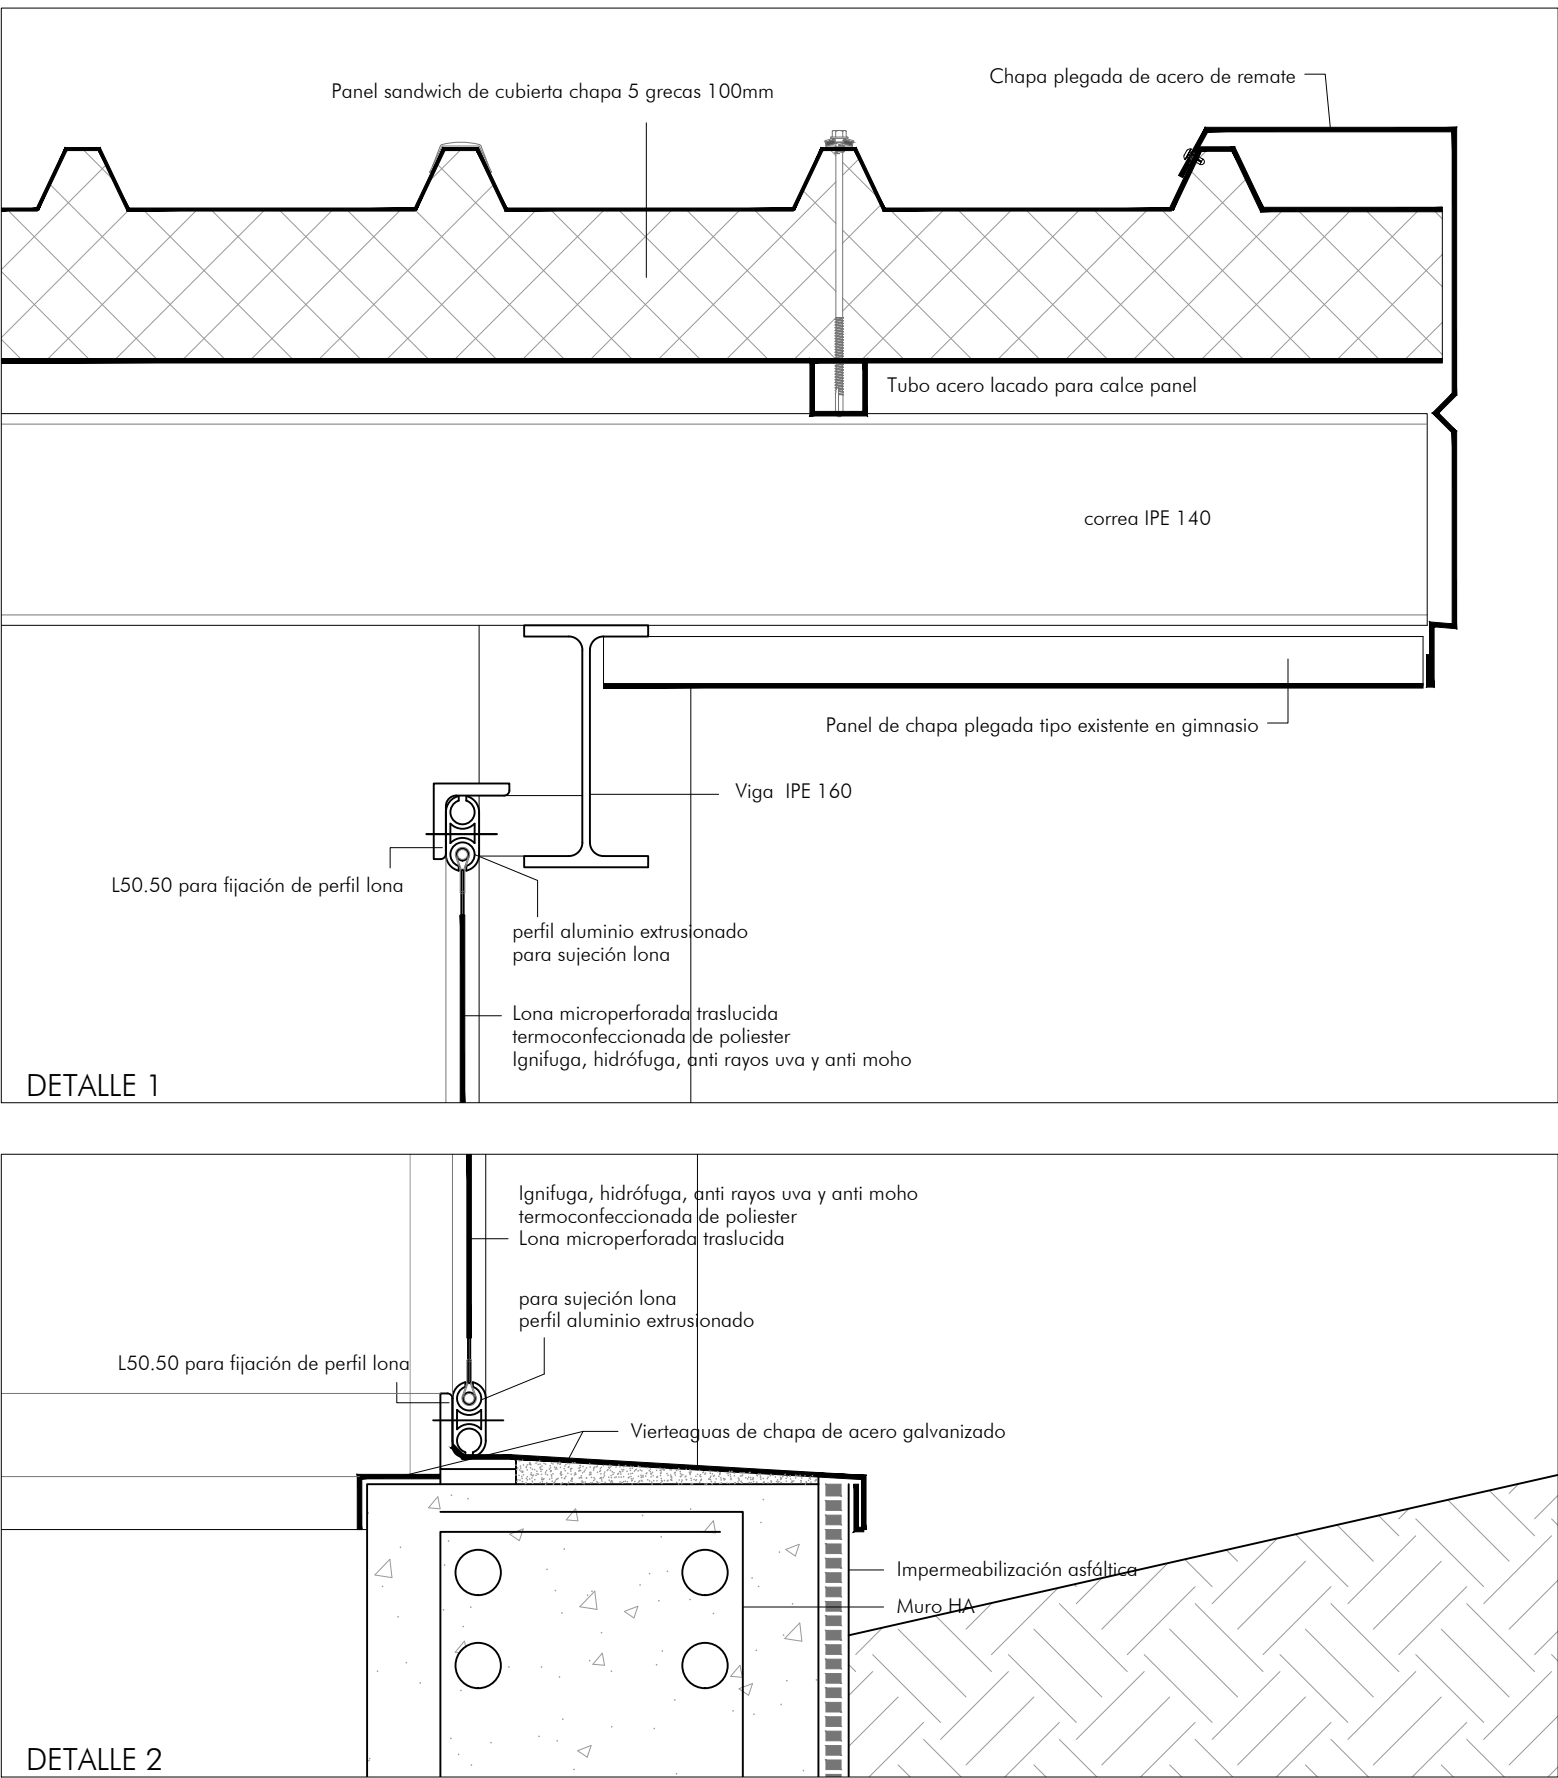 Chapa plegada de acero de remate
Panel sandwich de cubierta chapa 5 grecas 100mm
Tubo acero lacado para calce panel
correa IPE 140
Panel de chapa plegada tipo existente en gimnasio
Viga IPE 160
L50.50 para fijación de perfil lona
perfil aluminio extrusionado
para sujeción lona
Lona microperforada traslucida
termoconfeccionada de poliester
Ignifuga, hidrófuga, anti rayos uva y anti moho
DETALLE 1
Ignifuga, hidrófuga, anti rayos uva y anti moho
termoconfeccionada de poliester
Lona microperforada traslucida
para sujeción lona
perfil aluminio extrusionado
L50.50 para fijación de perfil lona
Vierteaguas de chapa de acero galvanizado
Impermeabilización asfáltica
Muro HA
DETALLE 2